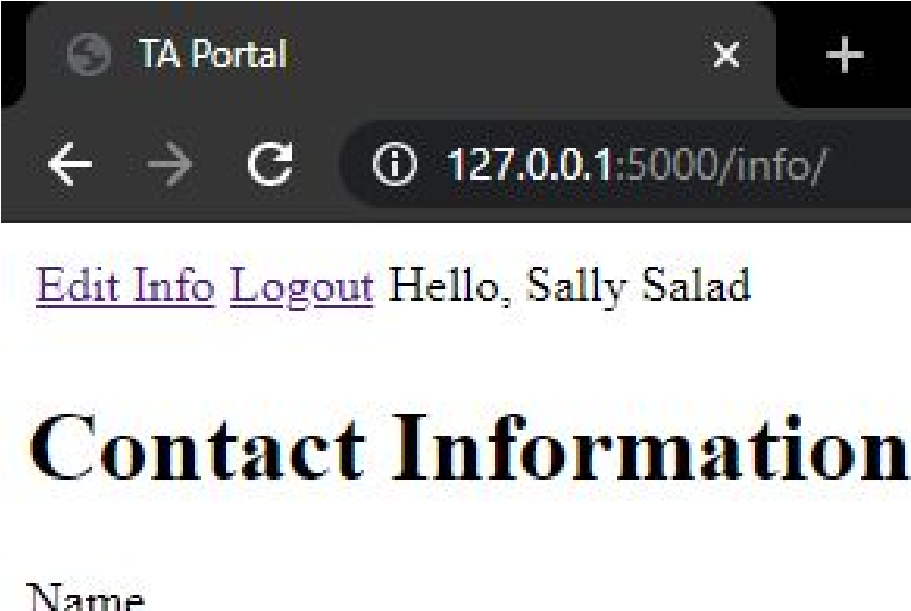 TA Portal
127.0.0.1:5000/info/
Edit Info Logout Hello, Sally Salad
Contact Information
Name